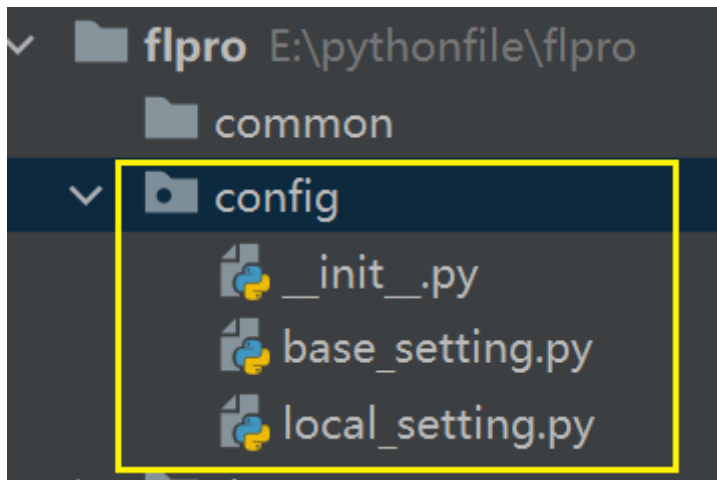 flpro E:\pythonfile\flpro
common
config
__init__.py
base_setting.py
local_setting.py